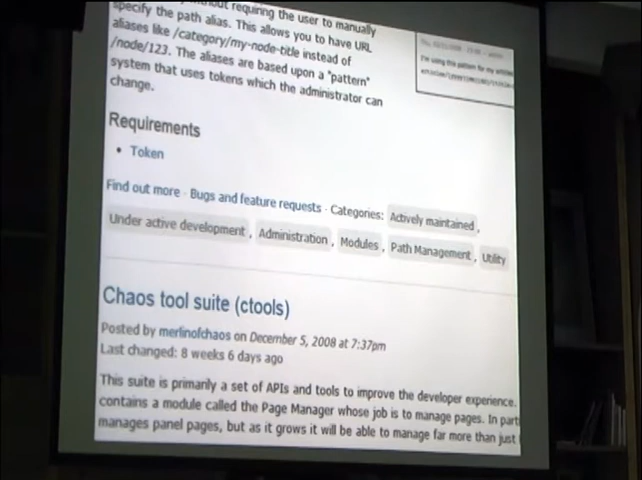 without requiring the user to manually
specify the path alias. This allows you to have URL
aliases like /category/my-node-title instead of
/node/123. The aliases are based upon a "pattern"
system that uses tokens which the administrator can
change.
Requirements
• Token
Find out more · Bugs and feature requests · Categories: Actively maintained ,
Under active development , Administration , Modules , Path Management , Utility
Chaos tool suite (ctools)
Posted by merlinofchaos on December 5, 2008 at 7:37pm
Last changed: 8 weeks 6 days ago
This suite is primarily a set of APIs and tools to improve the developer experience.
contains a module called the Page Manager whose job is to manage pages. In parti
manages panel pages, but as it grows it will be able to manage far more than just